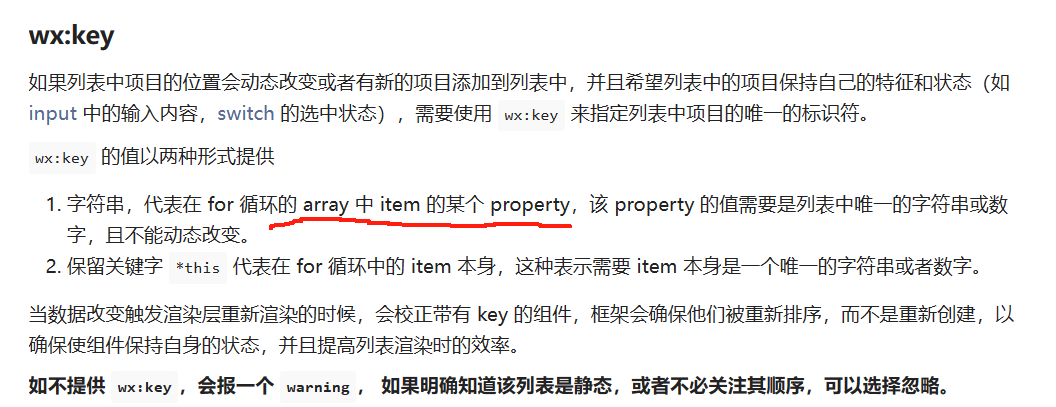 wx:key
如果列表中项目的位置会动态改变或者有新的项目添加到列表中，并且希望列表中的项目保持自己的特征和状态（如
input 中的输入内容，switch 的选中状态），需要使用 wx:key 来指定列表中项目的唯一的标识符。
wx:key 的值以两种形式提供
1. 字符串，代表在 for 循环的 array 中 item 的某个 property，该 property 的值需要是列表中唯一的字符串或数
字，且不能动态改变。
2. 保留关键字 *this 代表在 for 循环中的 item 本身，这种表示需要 item 本身是一个唯一的字符串或者数字。
当数据改变触发渲染层重新渲染的时候，会校正带有 key 的组件，框架会确保他们被重新排序，而不是重新创建，以
确保使组件保持自身的状态，并且提高列表渲染时的效率。
如不提供 wx:key，会报一个 warning， 如果明确知道该列表是静态，或者不必关注其顺序，可以选择忽略。